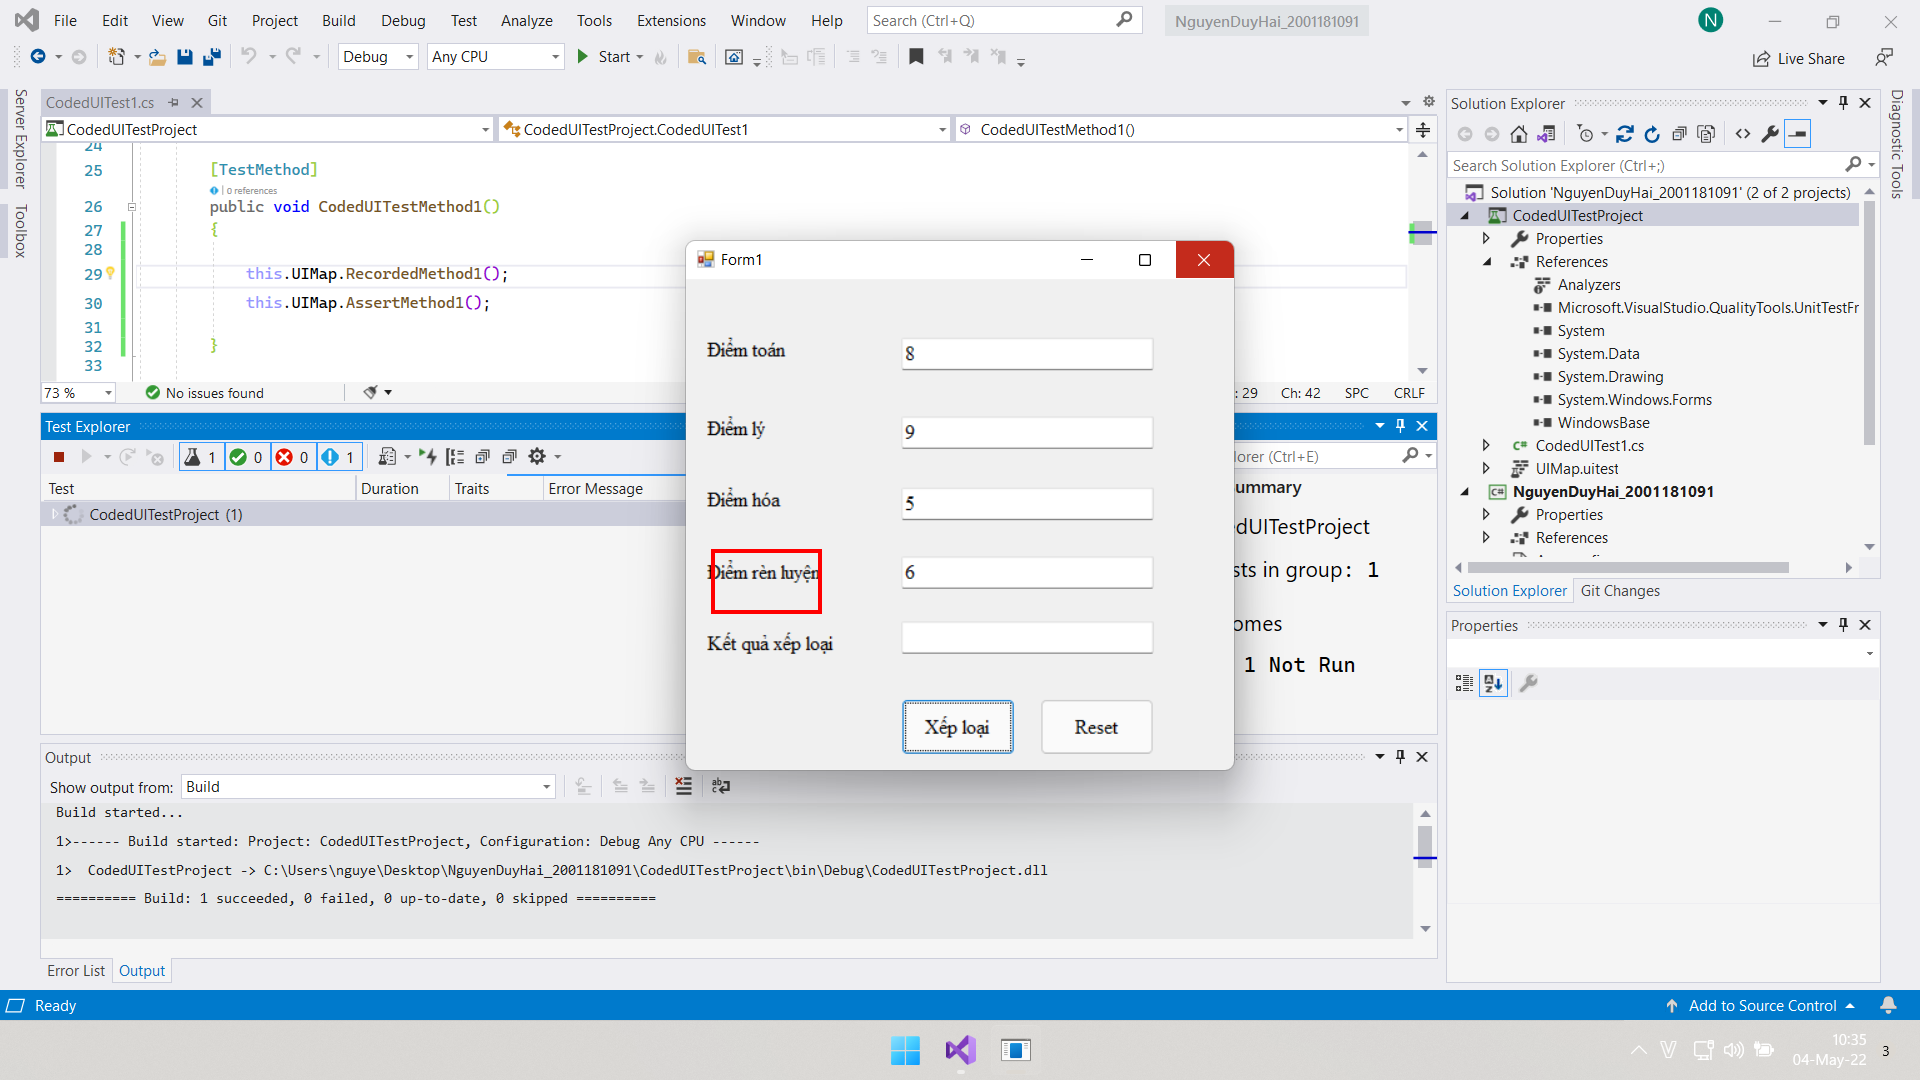 File Edit View Git Project Build Debug Test Analyze Tools Extensions Window Help Search (Ctrl+Q) NguyenDuyHai_2001181091 N
Debug Any CPU Start Live Share
Server Explorer
Toolbox
CodedUITest1.cs
CodedUITestProject CodedUITestProject.CodedUITest1 CodedUITestMethod1()
24
25 [TestMethod]
0 references
26 public void CodedUITestMethod1()
27 {
28
29 this.UIMap.RecordedMethod1();
30 this.UIMap.AssertMethod1();
31
32 }
33
73 % No issues found : 29 Ch: 42 SPC CRLF
Test Explorer
1 0 0 1 lorer (Ctrl+E)
Test Duration Traits Error Message
CodedUITestProject (1)
ummary
dUITestProject
sts in group: 1
omes
1 Not Run
Form1
Điểm toán 8
Điểm lý 9
Điểm hóa 5
Điểm rèn luyện 6
Kết quả xếp loại
Xếp loại Reset
Output
Show output from: Build
Build started...
1>------ Build started: Project: CodedUITestProject, Configuration: Debug Any CPU ------
1> CodedUITestProject -> C:\Users\nguye\Desktop\NguyenDuyHai_2001181091\CodedUITestProject\bin\Debug\CodedUITestProject.dll
========== Build: 1 succeeded, 0 failed, 0 up-to-date, 0 skipped ==========
Error List Output
Solution Explorer
Search Solution Explorer (Ctrl+;)
Solution 'NguyenDuyHai_2001181091' (2 of 2 projects)
CodedUITestProject
Properties
References
Analyzers
Microsoft.VisualStudio.QualityTools.UnitTestFr
System
System.Data
System.Drawing
System.Windows.Forms
WindowsBase
C# CodedUITest1.cs
UIMap.uitest
C# NguyenDuyHai_2001181091
Properties
References
Solution Explorer Git Changes
Properties
Diagnostic Tools
Ready Add to Source Control
10:35
04-May-22 3